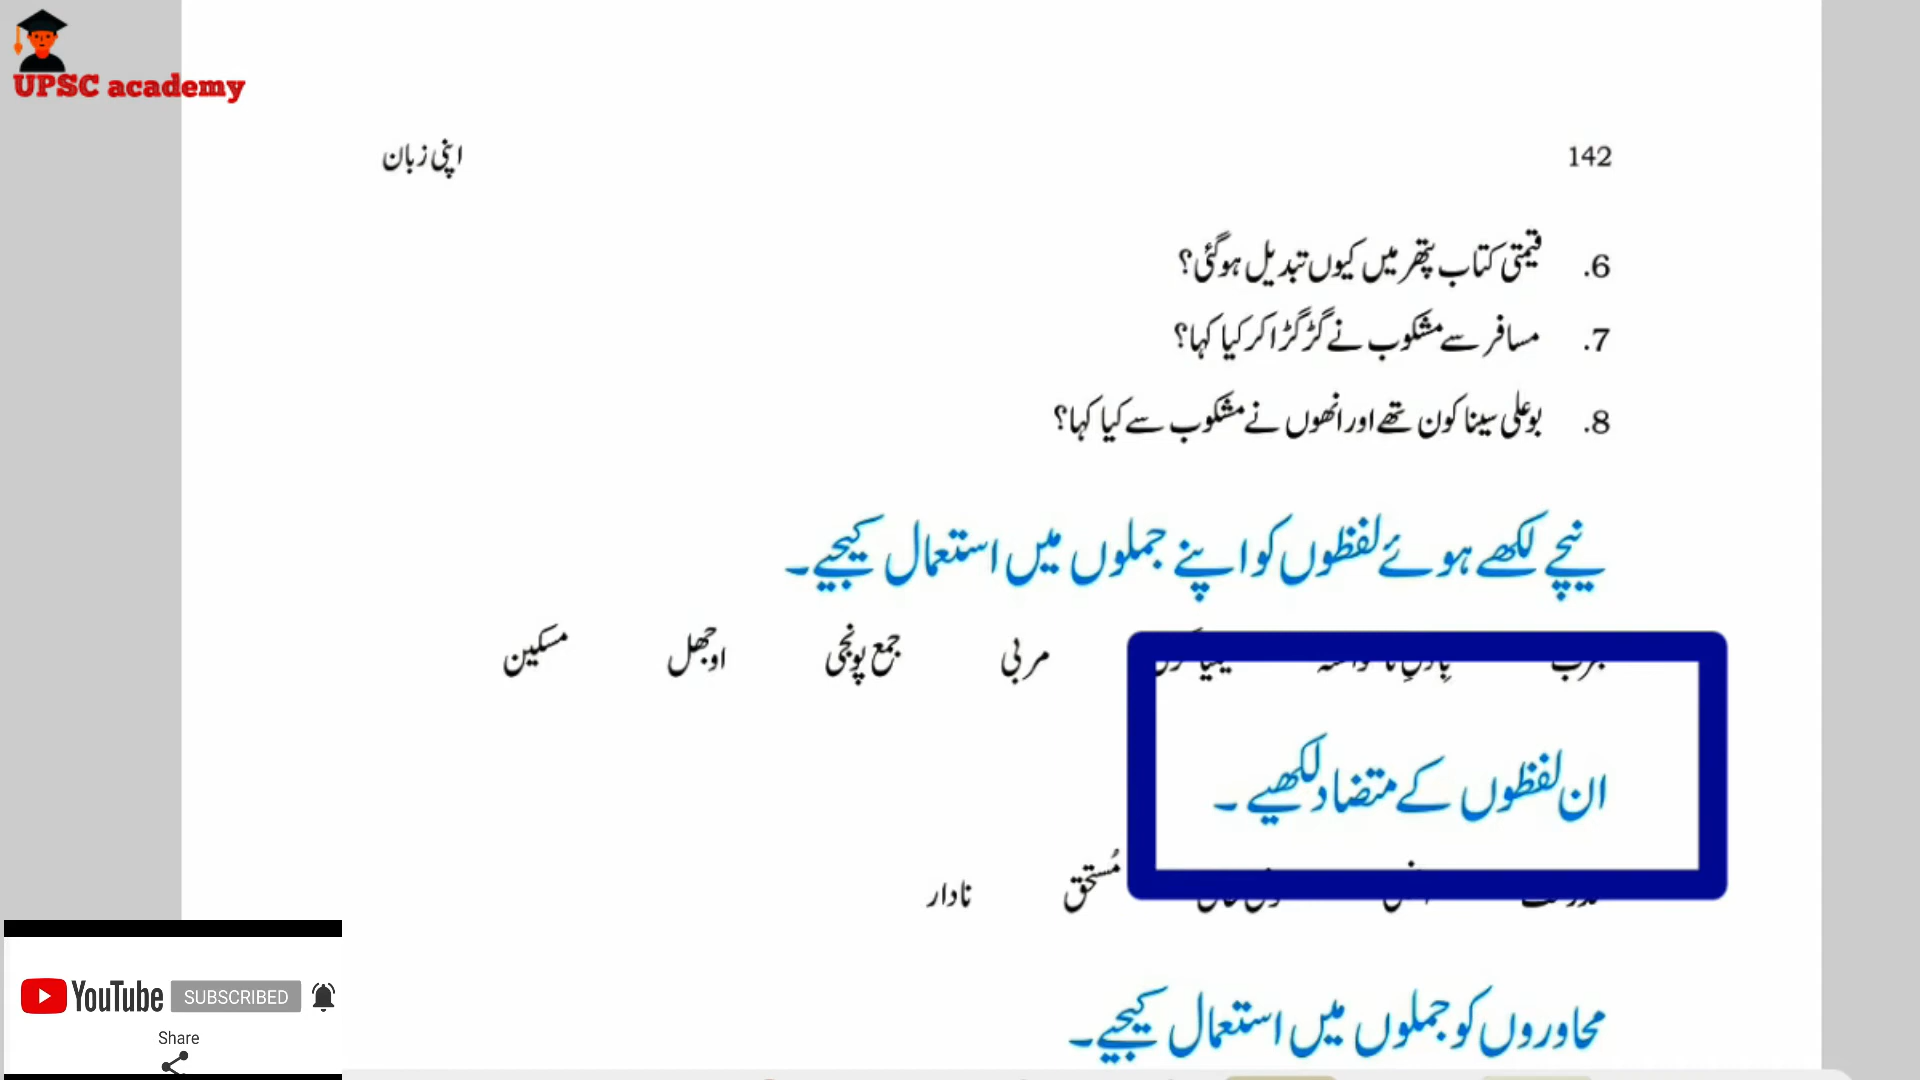 UPSC academy
142 اپنی زبان
6. قیمتی کتاب پتھر میں کیوں تبدیل ہوگئی؟
7. مسافر سے مشکوب نے گڑگڑا کر کیا کہا؟
8. بوعلی سینا کون تھے اور انھوں نے مشکوب سے کیا کہا؟
نیچے لکھے ہوئے لفظوں کو اپنے جملوں میں استعمال کیجیے۔
مربی جمع پونجی اوجھل مسکین
ان لفظوں کے متضاد لکھیے۔
مُستحق نادار
محاوروں کو جملوں میں استعمال کیجیے۔
YouTube SUBSCRIBED
Share